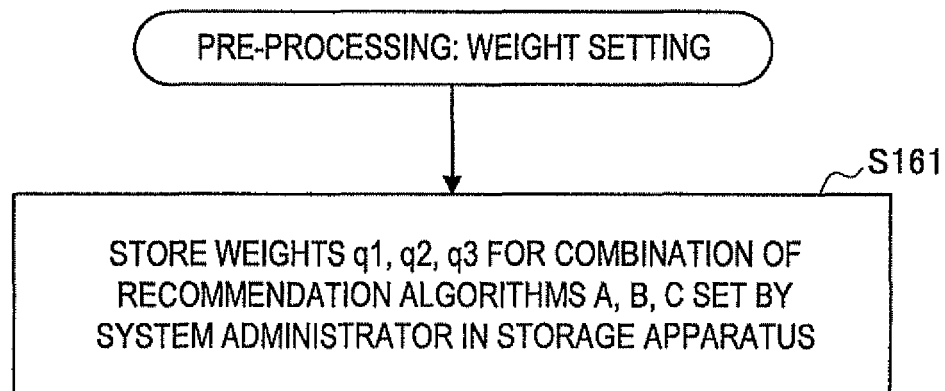 PRE-PROCESSING: WEIGHT SETTING
S161
STORE WEIGHTS q1, q2, q3 FOR COMBINATION OF
RECOMMENDATION ALGORITHMS A, B, C SET BY
SYSTEM ADMINISTRATOR IN STORAGE APPARATUS